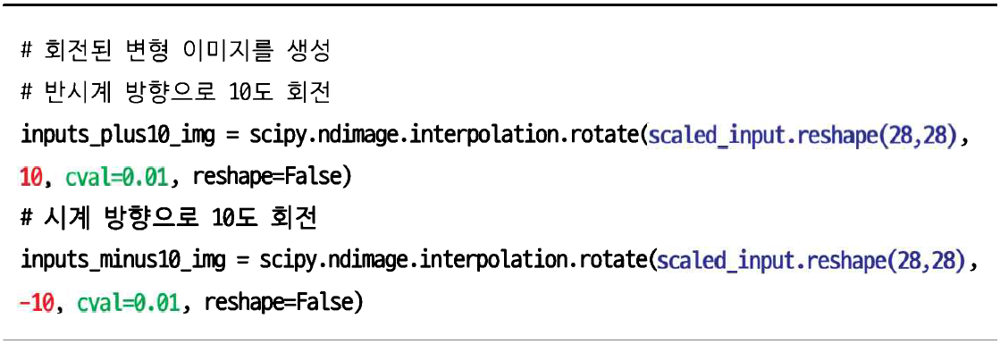 # 회전된 변형 이미지를 생성
# 반시계 방향으로 10도 회전
inputs_plus10_img = scipy.ndimage.interpolation.rotate(scaled_input.reshape(28,28),
10, cval=0.01, reshape=False)
# 시계 방향으로 10도 회전
inputs_minus10_img = scipy.ndimage.interpolation.rotate(scaled_input.reshape(28,28),
-10, cval=0.01, reshape=False)